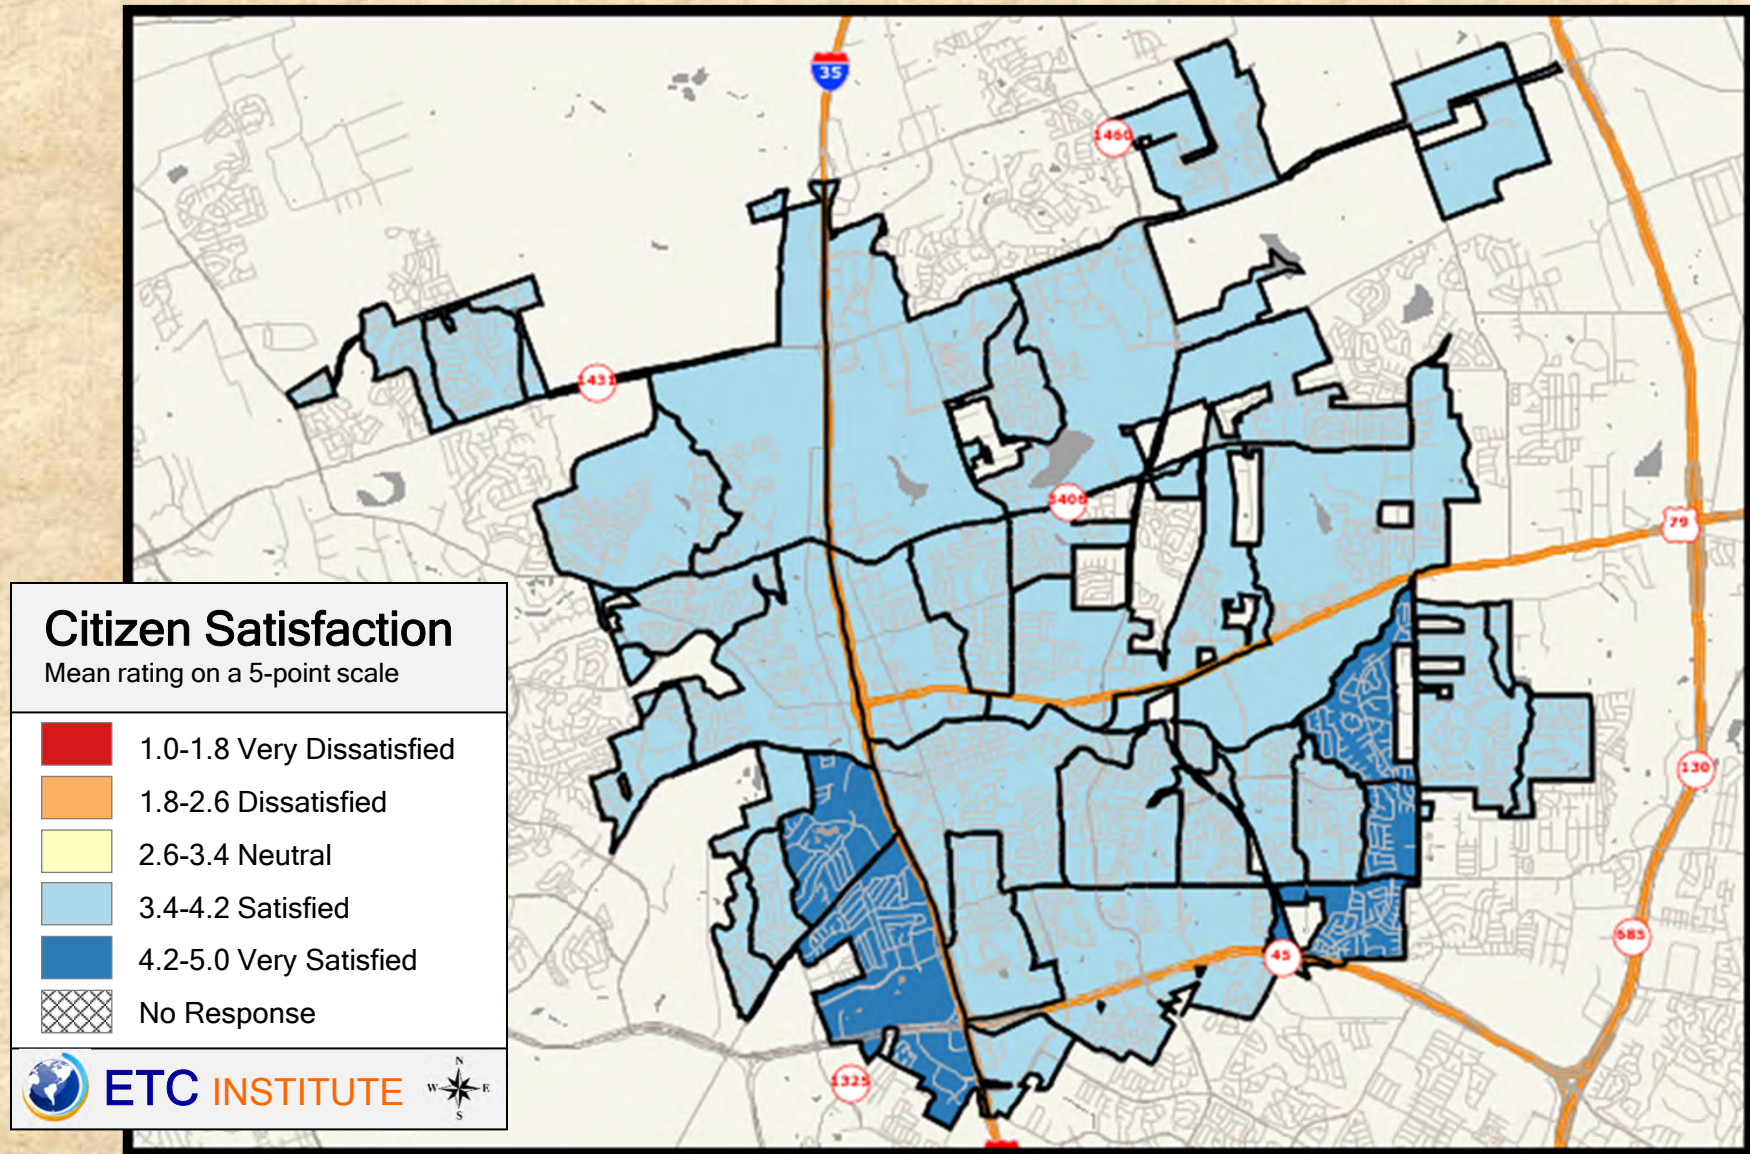 35
1460
1431
3406
79
130
685
45
1325
Citizen Satisfaction
Mean rating on a 5-point scale
1.0-1.8 Very Dissatisfied
1.8-2.6 Dissatisfied
2.6-3.4 Neutral
3.4-4.2 Satisfied
4.2-5.0 Very Satisfied
No Response
ETC INSTITUTE
N
W E
S